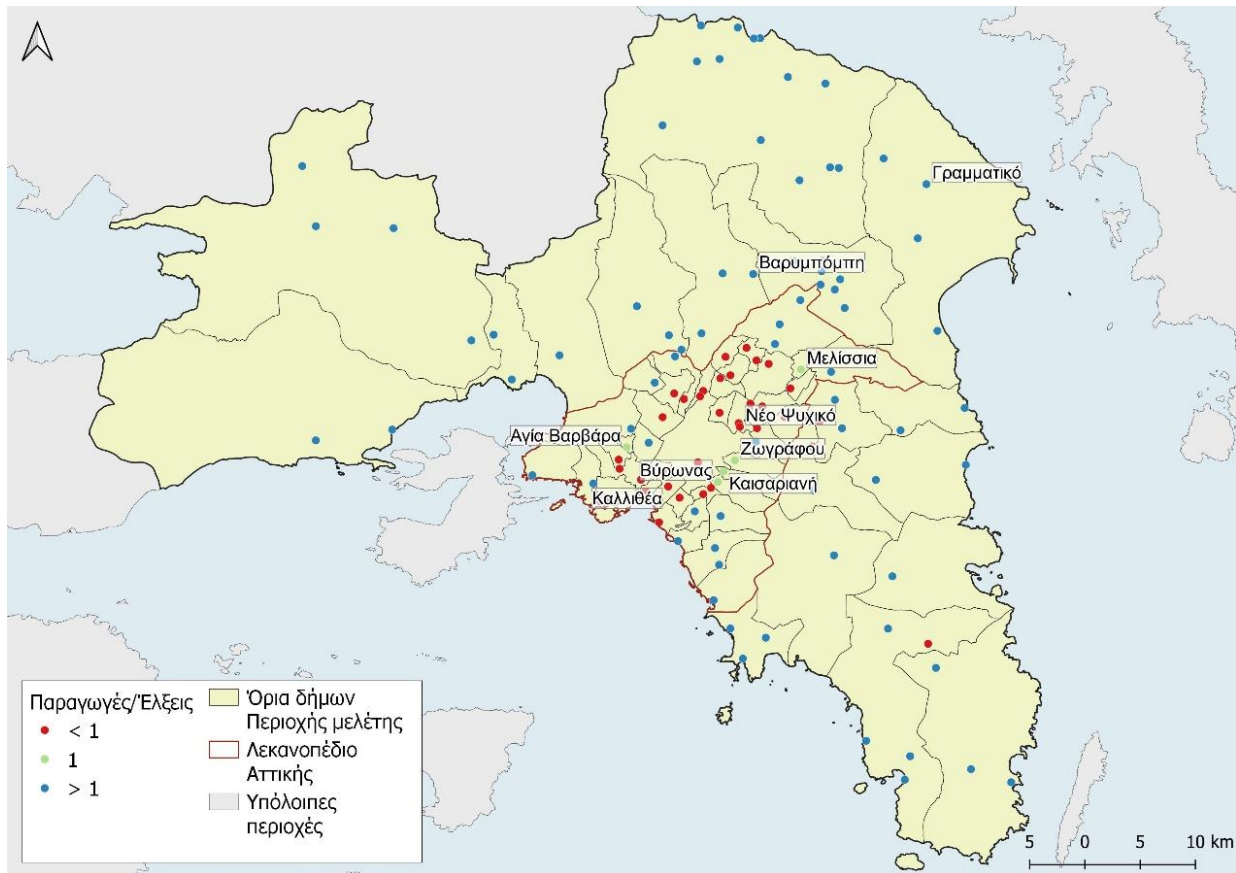 Γραμματικό
Βαρυμπόμπη
Μελίσσια
Νέο Ψυχικό
Αγία Βαρβάρα
Ζωγράφου
Βύρωνας
Καισαριανή
Καλλιθέα
Παραγωγές/Έλξεις
< 1
1
> 1
Όρια δήμων
Περιοχής μελέτης
Λεκανοπέδιο
Αττικής
Υπόλοιπες
περιοχές
5 0 5 10 km